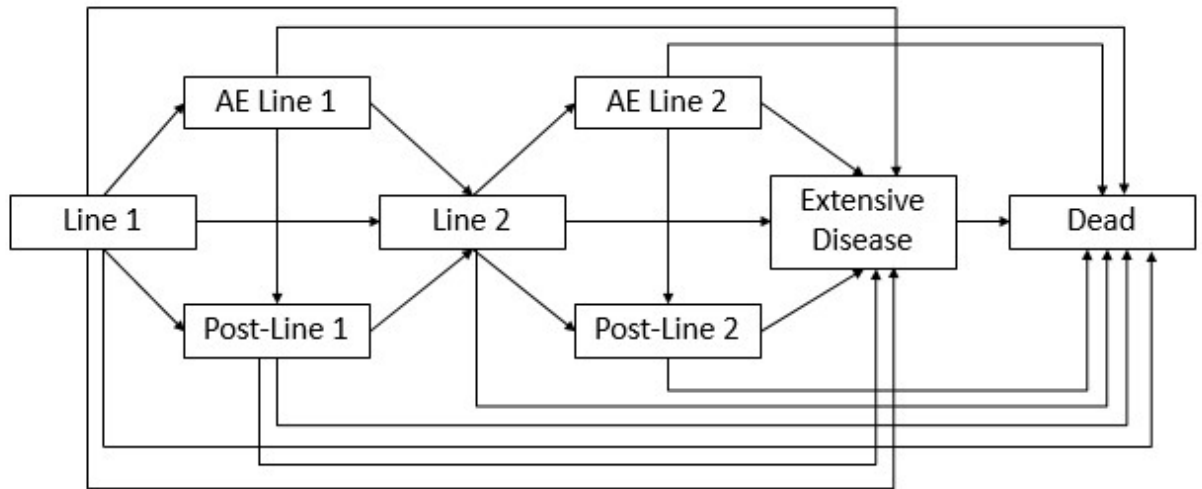 AE Line 1
AE Line 2
Line 1
Line 2
Extensive
Disease
Dead
Post-Line 1
Post-Line 2